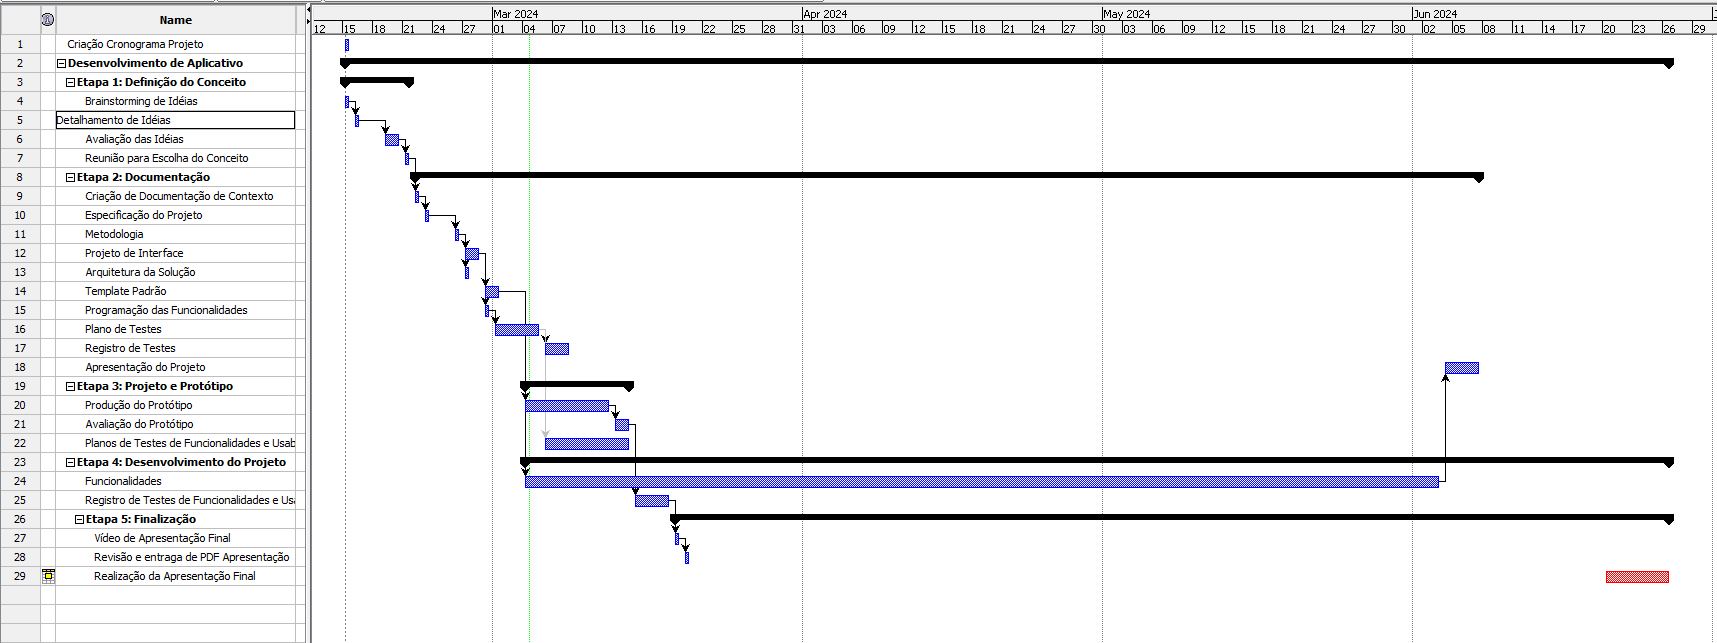 Name
Mar 2024 Apr 2024 May 2024 Jun 2024
12 15 18 21 24 27 01 04 07 10 13 16 19 22 25 28 31 03 06 09 12 15 18 21 24 27 30 03 06 09 12 15 18 21 24 27 30 02 05 08 11 14 17 20 23 26 29
1 Criação Cronograma Projeto
2 Desenvolvimento de Aplicativo
3 Etapa 1: Definição do Conceito
4 Brainstorming de Idéias
5 Detalhamento de Idéias
6 Avaliação das Idéias
7 Reunião para Escolha do Conceito
8 Etapa 2: Documentação
9 Criação de Documentação de Contexto
10 Especificação do Projeto
11 Metodologia
12 Projeto de Interface
13 Arquitetura da Solução
14 Template Padrão
15 Programação das Funcionalidades
16 Plano de Testes
17 Registro de Testes
18 Apresentação do Projeto
19 Etapa 3: Projeto e Protótipo
20 Produção do Protótipo
21 Avaliação do Protótipo
22 Planos de Testes de Funcionalidades e Usab
23 Etapa 4: Desenvolvimento do Projeto
24 Funcionalidades
25 Registro de Testes de Funcionalidades e Usa
26 Etapa 5: Finalização
27 Vídeo de Apresentação Final
28 Revisão e entraga de PDF Apresentação
29 Realização da Apresentação Final